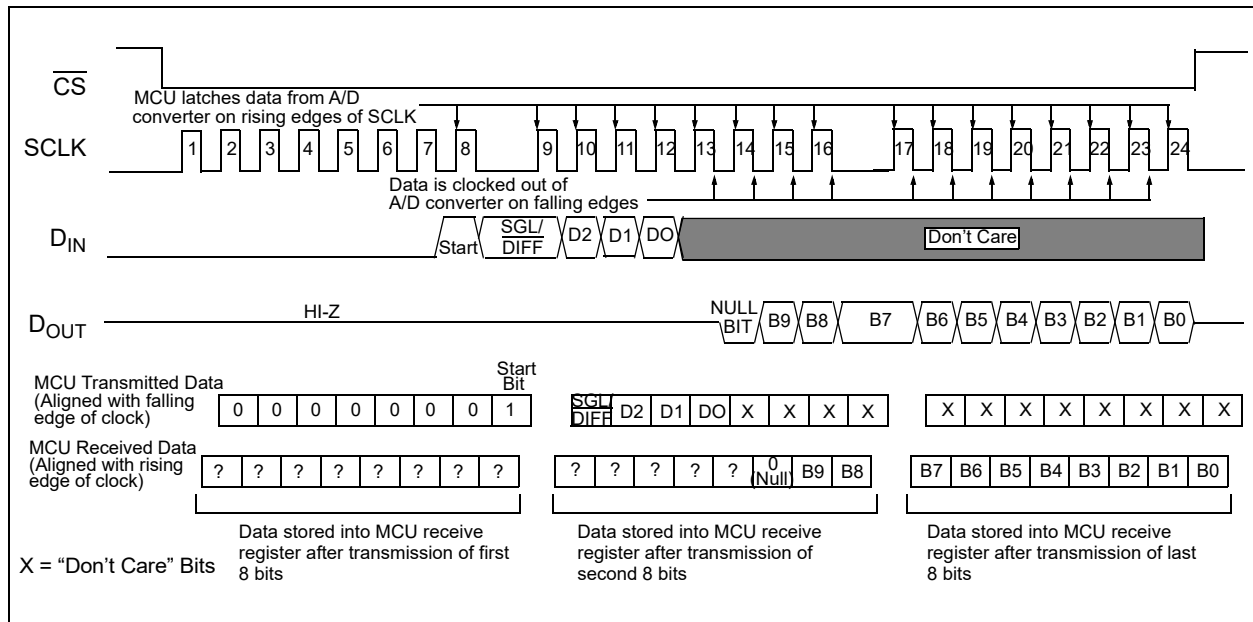 CS
MCU latches data from A/D
converter on rising edges of SCLK
SCLK
1 2 3 4 5 6 7 8 9 10 11 12 13 14 15 16 17 18 19 20 21 22 23 24
Data is clocked out of
A/D converter on falling edges
DIN
Start
SGL/
DIFF
D2 D1 DO
Don't Care
HI-Z
DOUT
NULL
BIT
B9 B8 B7 B6 B5 B4 B3 B2 B1 B0
Start
Bit
MCU Transmitted Data
(Aligned with falling
edge of clock)
0 0 0 0 0 0 0 1
SGL/
DIFF
D2 D1 DO X X X X
X X X X X X X X
MCU Received Data
(Aligned with rising
edge of clock)
? ? ? ? ? ? ? ?
? ? ? ? ? 0
(Null)
B9 B8
B7 B6 B5 B4 B3 B2 B1 B0
Data stored into MCU receive
register after transmission of first
8 bits
Data stored into MCU receive
register after transmission of
second 8 bits
Data stored into MCU receive
register after transmission of last
8 bits
X = “Don’t Care” Bits